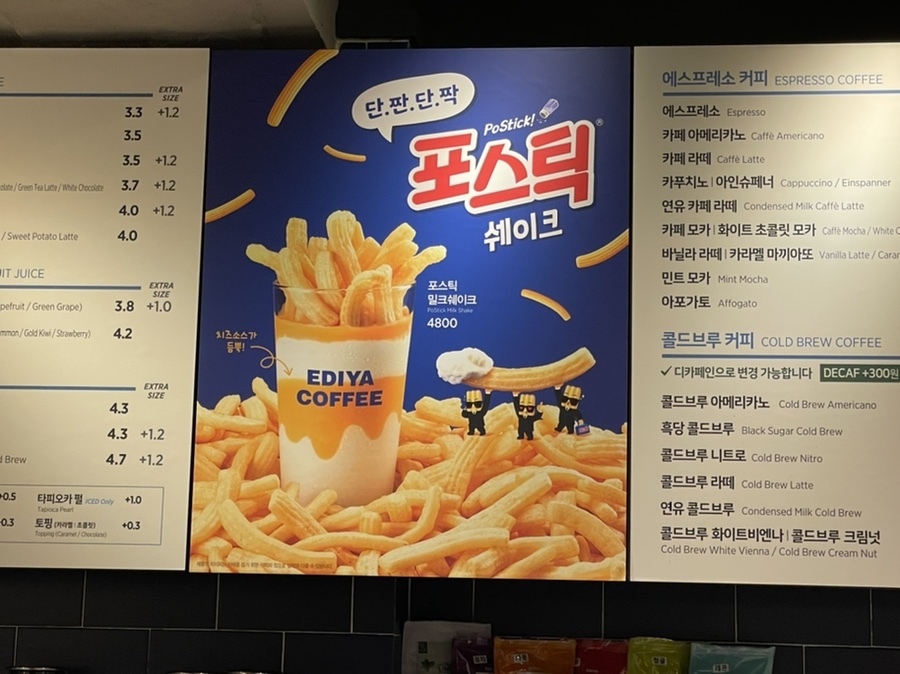 EXTRA
SIZE
3.3 +1.2
3.5
3.5 +1.2
/ Green Tea Latte / White Chocolate
3.7 +1.2
4.0 +1.2
/ Sweet Potato Latte
4.0
JUICE
EXTRA
SIZE
/ Green Grape)
3.8 +1.0
/ Gold Kiwi / Strawberry)
4.2
EXTRA
SIZE
4.3
4.3 +1.2
Brew
4.7 +1.2
+0.5
타피오카 펄 ICED Only +1.0
Tapioca Pearl
토핑 (카라멜 / 초콜릿) +0.3
Topping (Caramel / Chocolate)
단.짠.단.짝
PoStick!
포스틱®
쉐이크
포스틱
밀크쉐이크
PoStick Milk Shake
4800
치즈소스가
듬뿍!
EDIYA
COFFEE
에스프레소 커피 ESPRESSO COFFEE
에스프레소 Espresso
카페 아메리카노 Caffè Americano
카페 라떼 Caffè Latte
카푸치노 | 아인슈페너 Cappuccino / Einspanner
연유 카페 라떼 Condensed Milk Caffè Latte
카페 모카 | 화이트 초콜릿 모카 Caffè Mocha / White
바닐라 라떼 | 카라멜 마끼아또 Vanilla Latte /
민트 모카 Mint Mocha
아포가토 Affogato
콜드브루 커피 COLD BREW COFFEE
✓ 디카페인으로 변경 가능합니다 DECAF +300원
콜드브루 아메리카노 Cold Brew Americano
흑당 콜드브루 Black Sugar Cold Brew
콜드브루 니트로 Cold Brew Nitro
콜드브루 라떼 Cold Brew Latte
연유 콜드브루 Condensed Milk Cold Brew
콜드브루 화이트비엔나 | 콜드브루 크림넛
Cold Brew White Vienna / Cold Brew Cream Nut